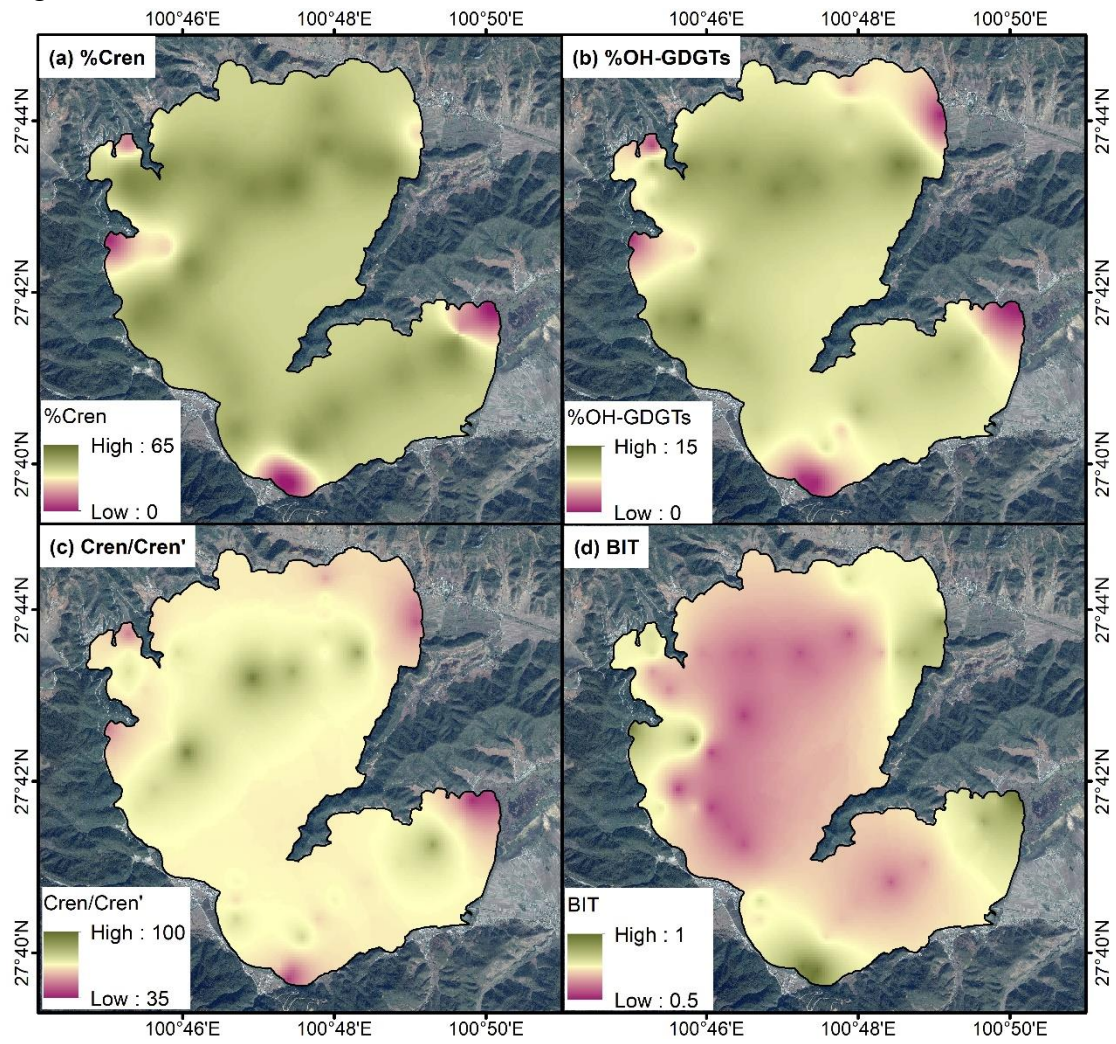 100°46'E 100°48'E 100°50'E 100°46'E 100°48'E 100°50'E
(a) %Cren
(b) %OH-GDGTs
27°44'N
27°42'N
27°40'N
27°44'N
27°42'N
27°40'N
%Cren
High : 65
Low : 0
%OH-GDGTs
High : 15
Low : 0
(c) Cren/Cren'
(d) BIT
27°44'N
27°42'N
27°40'N
27°44'N
27°42'N
27°40'N
Cren/Cren'
High : 100
Low : 35
BIT
High : 1
Low : 0.5
100°46'E 100°48'E 100°50'E 100°46'E 100°48'E 100°50'E